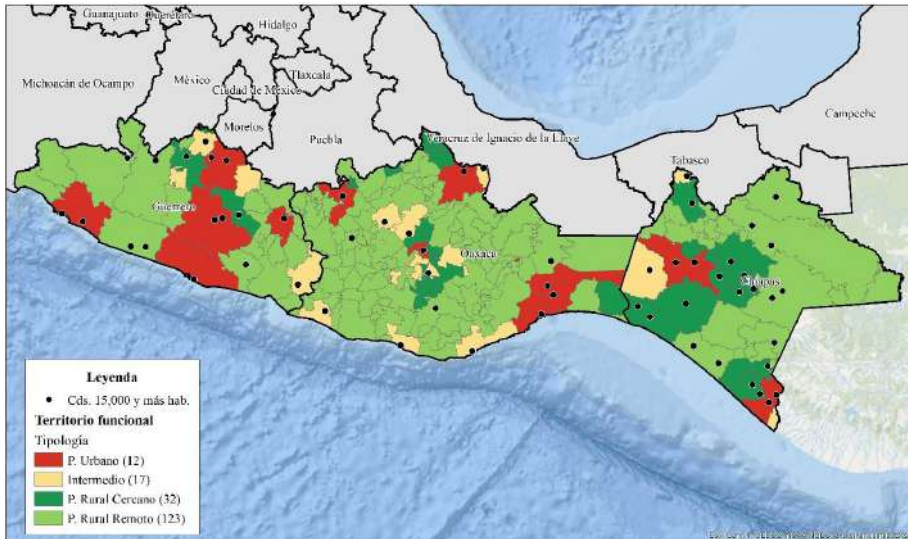 Guanajuato
Querétaro
Hidalgo
Michoacán de Ocampo
México
Tlaxcala
Ciudad de México
Morelos
Puebla
Veracruz de Ignacio de la Llave
Campeche
Tabasco
Guerrero
Oaxaca
Chiapas
Leyenda
Cds. 15,000 y más hab.
Territorio funcional
Tipología
P. Urbano (12)
Intermedio (17)
P. Rural Cercano (32)
P. Rural Remoto (123)